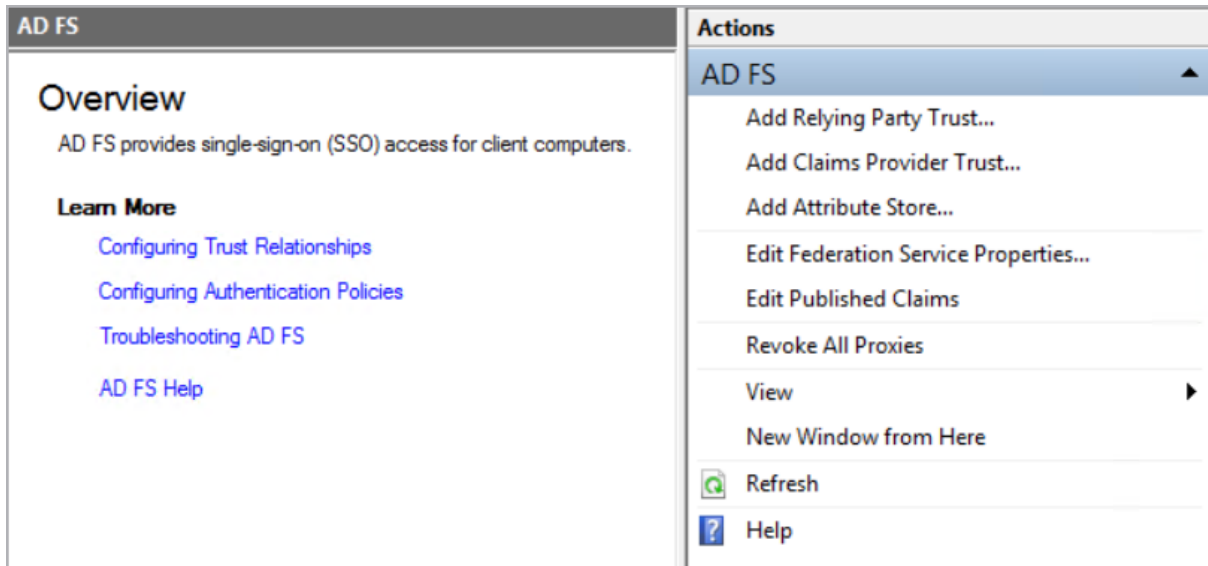 AD FS
Overview
AD FS provides single-sign-on (SSO) access for client computers.
Learn More
Configuring Trust Relationships
Configuring Authentication Policies
Troubleshooting AD FS
AD FS Help
Actions
AD FS
Add Relying Party Trust...
Add Claims Provider Trust...
Add Attribute Store...
Edit Federation Service Properties...
Edit Published Claims
Revoke All Proxies
View
New Window from Here
Refresh
? Help